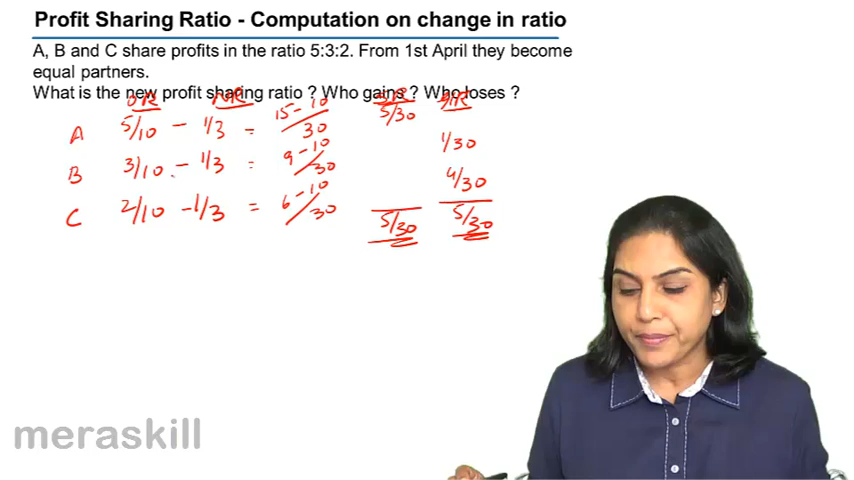 Profit Sharing Ratio - Computation on change in ratio
A, B and C share profits in the ratio 5:3:2. From 1st April they become
equal partners.
What is the new profit sharing ratio ? Who gains ? Who loses ?
OR NR SR GR
A 5/10 - 1/3 = 15-10/30 5/30
B 3/10 - 1/3 = 9-10/30 1/30
C 2/10 - 1/3 = 6-10/30 4/30
5/30 5/30
meraskill